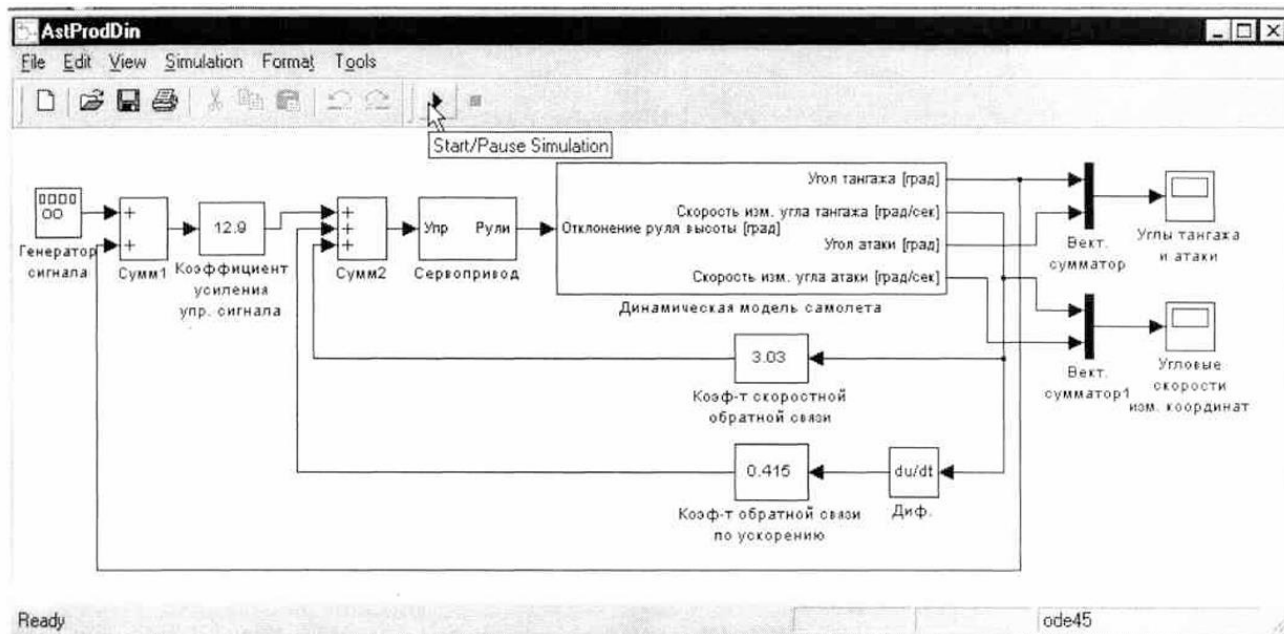 AstProdDin
File Edit View Simulation Format Tools
Start/Pause Simulation
Генератор
сигнала
+
+
Сумм1
12.9
Коэффициент
усиления
упр. сигнала
+
+
+
Сумм2
Упр Рули
Сервопривод
Отклонение руля высоты [град]
Угол тангажа [град]
Скорость изм. угла тангажа [град/сек]
Угол атаки [град]
Скорость изм. угла атаки [град/сек]
Динамическая модель самолета
Вект.
сумматор
Углы тангажа
и атаки
Вект.
сумматор1
Угловые
скорости
изм. координат
3.03
Коэф-т скоростной
обратной связи
0.415
Коэф-т обратной связи
по ускорению
du/dt
Диф.
Ready
ode45